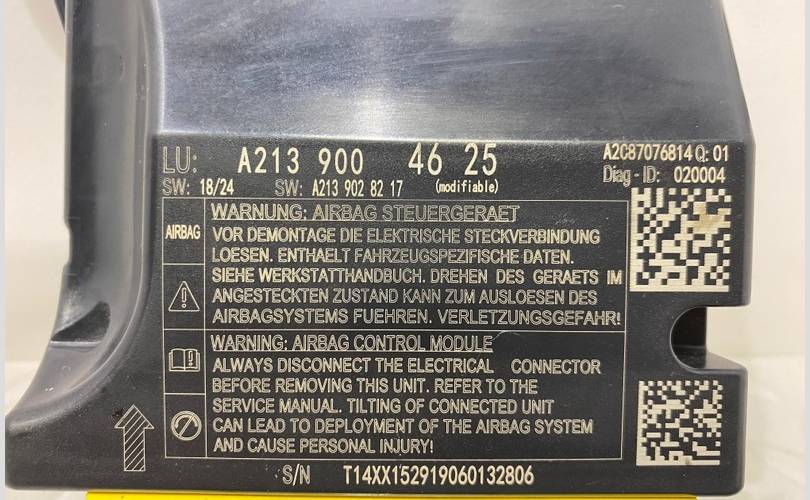 LU: A213 900 46 25
A2C87076814 Q: 01
SW: 18/24 SW: A213 902 82 17 (modifiable)
Diag - ID: 020004
AIRBAG
WARNUNG: AIRBAG STEUERGERAET
VOR DEMONTAGE DIE ELEKTRISCHE STECKVERBINDUNG
LOESEN. ENTHAELT FAHRZEUGSPEZIFISCHE DATEN.
SIEHE WERKSTATTHANDBUCH. DREHEN DES GERAETS IM
ANGESTECKTEN ZUSTAND KANN ZUM AUSLOESEN DES
AIRBAGSYSTEMS FUEHREN. VERLETZUNGSGEFAHR!
WARNING: AIRBAG CONTROL MODULE
ALWAYS DISCONNECT THE ELECTRICAL CONNECTOR
BEFORE REMOVING THIS UNIT. REFER TO THE
SERVICE MANUAL. TILTING OF CONNECTED UNIT
CAN LEAD TO DEPLOYMENT OF THE AIRBAG SYSTEM
AND CAUSE PERSONAL INJURY!
S/N T14XX152919060132806